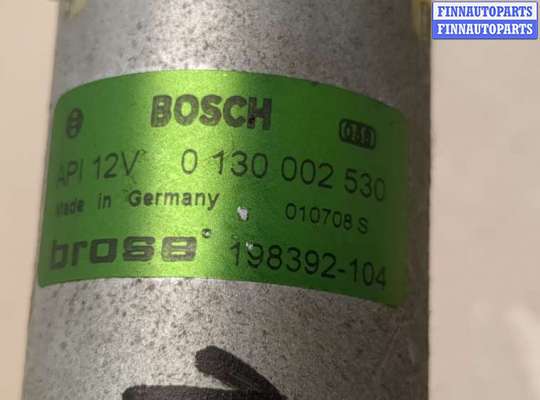 FINNAUTOPARTS
FINNAUTOPARTS
BOSCH
API 12V 0 130 002 530
Made in Germany 010708 S
brose © 198392-104